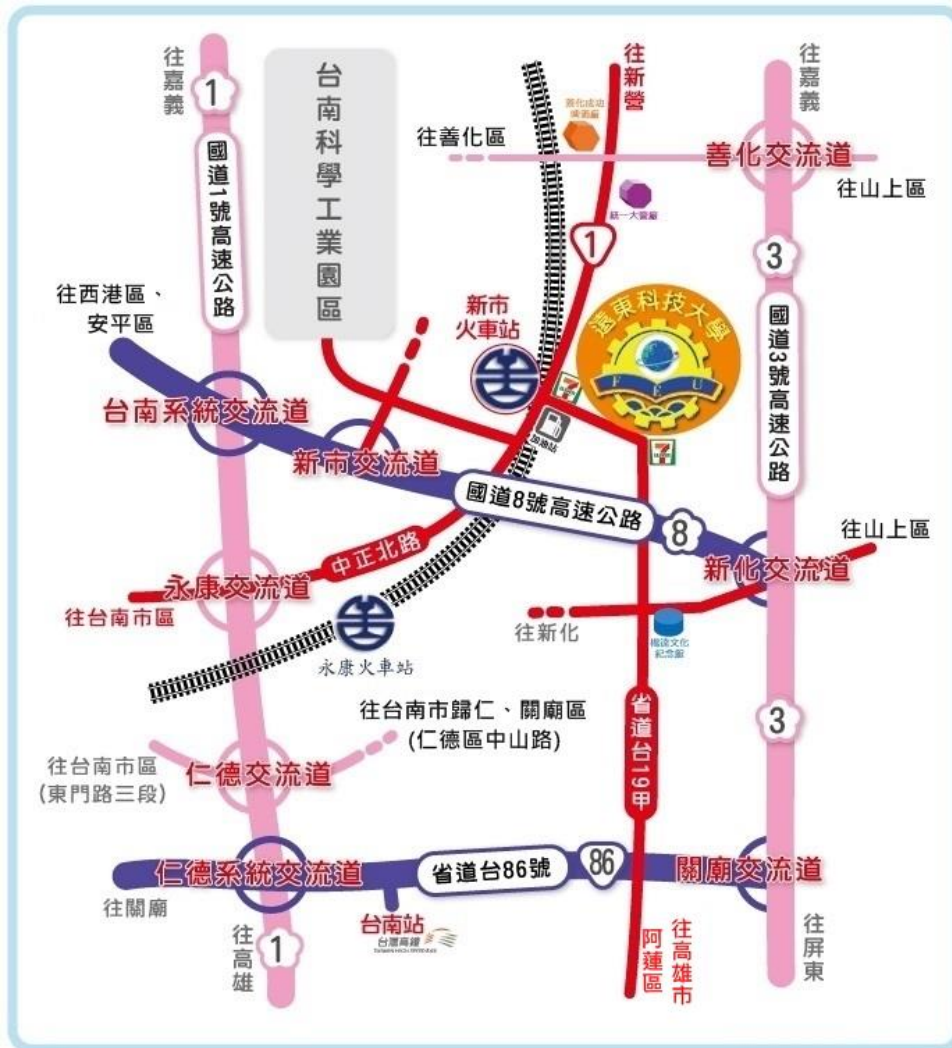 往嘉義
1
國道1號高速公路
台南科學工業園區
往新營
善化成功
啤酒廠
往善化區
往嘉義
善化交流道
往山上區
統一大營廠
1
3
國道3號高速公路
往西港區、
安平區
新市
火車站
遠東科技大學
F E U
7
加油站
7
台南系統交流道
新市交流道
國道8號高速公路
8
往山上區
中正北路
永康交流道
新化交流道
往台南市區
往新化
楊逵文化
紀念館
永康火車站
往台南市歸仁、關廟區
(仁德區中山路)
省道台19甲
3
仁德交流道
往台南市區
(東門路三段)
仁德系統交流道
省道台86號
86
關廟交流道
往關廟
台南站
台灣高鐵
TAIWAN HIGH SPEED RAIL
往高雄
1
往高雄市
阿蓮區
往屏東